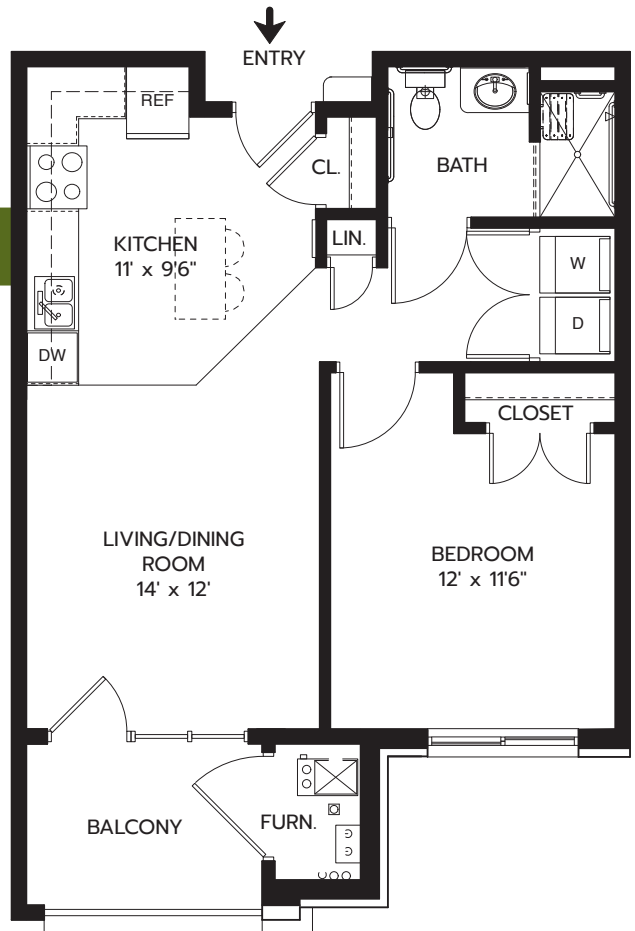 ENTRY
REF
CL.
BATH
KITCHEN
11' x 9'6"
LIN.
W
D
DW
CLOSET
LIVING/DINING
ROOM
14' x 12'
BEDROOM
12' x 11'6"
BALCONY
FURN.